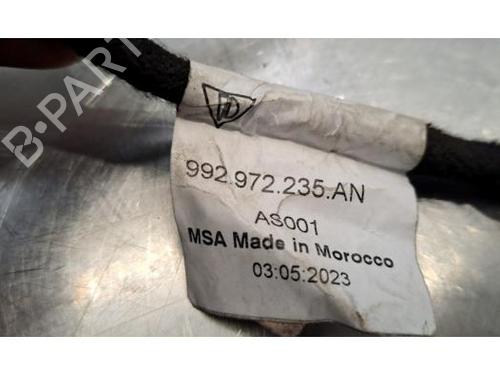 B-PARTS
992.972.235.AN
AS001
MSA Made in Morocco
03:05:2023